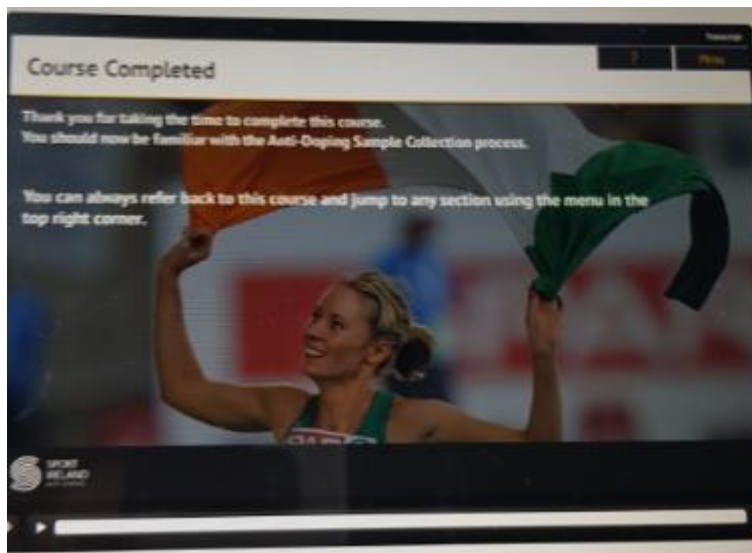 Transcript
?
Menu
Course Completed
Thank you for taking the time to complete this course.
You should now be familiar with the Anti-Doping Sample Collection process.
You can always refer back to this course and jump to any section using the menu in the
top right corner.
SPORT
IRELAND